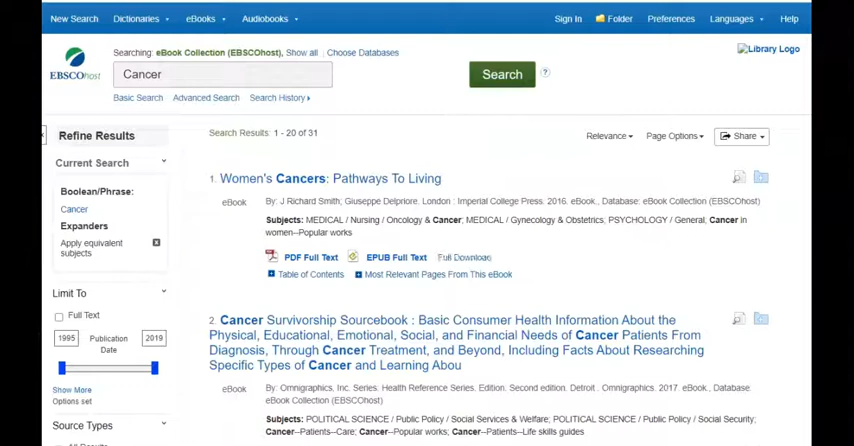 New Search Dictionaries eBooks Audiobooks Sign In Folder Preferences Languages Help
Searching: eBook Collection (EBSCOhost), Show all Choose Databases
Library Logo
EBSCOhost
Cancer
Search
?
Basic Search Advanced Search Search History
Refine Results
Search Results: 1 - 20 of 31
Relevance Page Options Share
Current Search
Boolean/Phrase:
Cancer
Expanders
Apply equivalent
subjects
Limit To
Full Text
1995 Publication Date 2019
Show More
Options set
Source Types
All Results
1. Women's Cancers: Pathways To Living
eBook
By: J Richard Smith; Giuseppe Delpriore. London : Imperial College Press. 2016. eBook., Database: eBook Collection (EBSCOhost)
Subjects: MEDICAL / Nursing / Oncology & Cancer; MEDICAL / Gynecology & Obstetrics; PSYCHOLOGY / General; Cancer in
women--Popular works
PDF Full Text EPUB Full Text Full Download
Table of Contents Most Relevant Pages From This eBook
2. Cancer Survivorship Sourcebook : Basic Consumer Health Information About the
Physical, Educational, Emotional, Social, and Financial Needs of Cancer Patients From
Diagnosis, Through Cancer Treatment, and Beyond, Including Facts About Researching
Specific Types of Cancer and Learning Abou
eBook
By: Omnigraphics, Inc. Series: Health Reference Series. Edition. Second edition. Detroit : Omnigraphics. 2017. eBook., Database:
eBook Collection (EBSCOhost)
Subjects: POLITICAL SCIENCE / Public Policy / Social Services & Welfare; POLITICAL SCIENCE / Public Policy / Social Security;
Cancer--Patients--Care; Cancer--Popular works; Cancer--Patients--Life skills guides